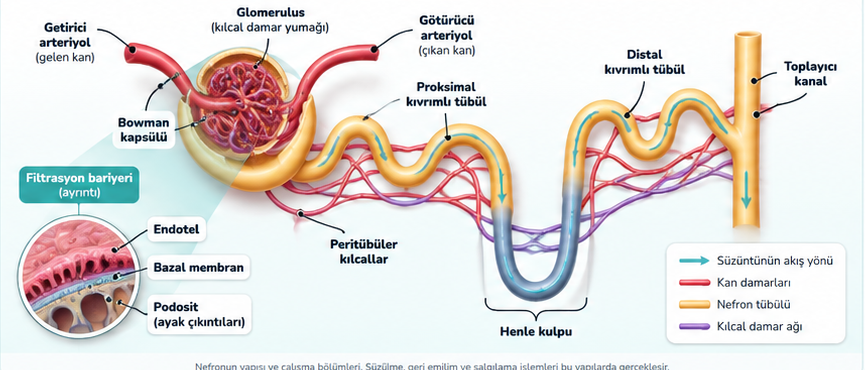 Getirici
arteriyol
(gelen kan)
Glomerulus
(kılcal damar yumağı)
Götürücü
arteriyol
(çıkan kan)
Bowman
kapsülü
Proksimal
kıvrımlı tübül
Distal
kıvrımlı tübül
Toplayıcı
kanal
Filtrasyon bariyeri
(ayrıntı)
Endotel
Bazal membran
Podosit
(ayak çıkıntıları)
Peritübüler
kılcallar
Henle kulpu
Süzüntünün akış yönü
Kan damarları
Nefron tübülü
Kılcal damar ağı
Nefronun yapısı ve çalışma bölümleri. Süzülme, geri emilim ve salgılama işlemleri bu yapılarda gerçekleşir.